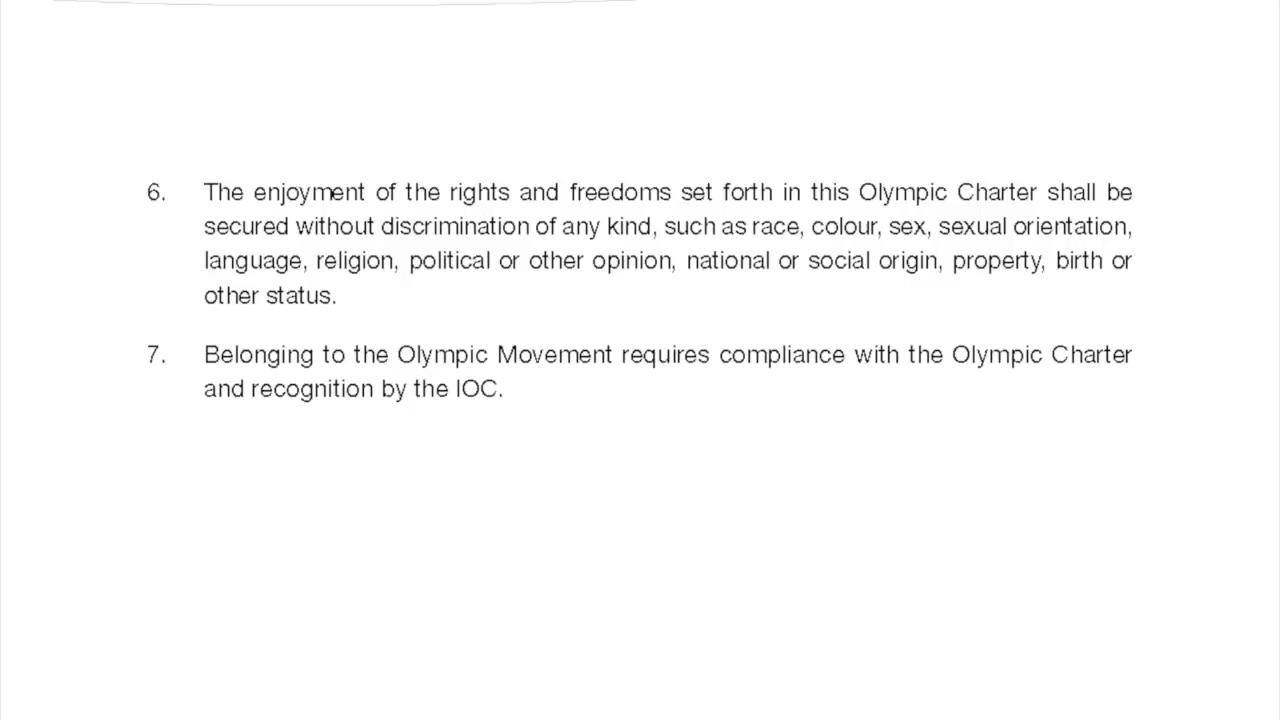 6. The enjoyment of the rights and freedoms set forth in this Olympic Charter shall be
secured without discrimination of any kind, such as race, colour, sex, sexual orientation,
language, religion, political or other opinion, national or social origin, property, birth or
other status.
7. Belonging to the Olympic Movement requires compliance with the Olympic Charter
and recognition by the IOC.